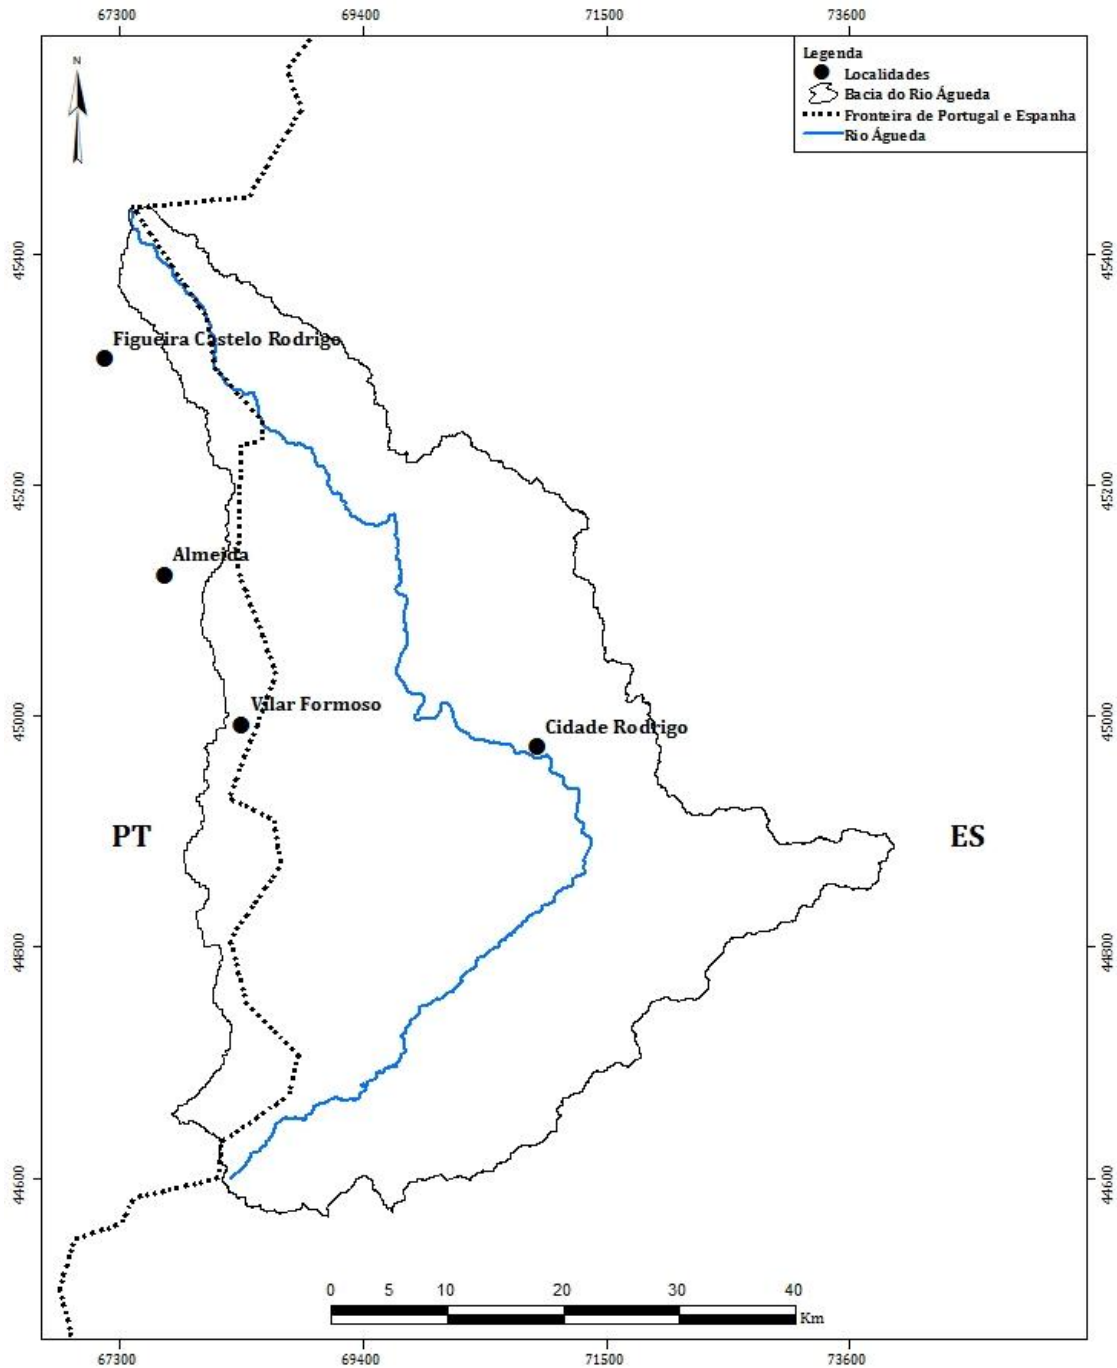 67300 69400 71500 73600
Legenda
Localidades
Bacia do Rio Águeda
Fronteira de Portugal e Espanha
Rio Águeda
N
45400 45400
Figueira Castelo Rodrigo
45200 45200
Almeida
Vilar Formoso
45000 45000
Cidade Rodrigo
PT ES
44800 44800
44600 44600
0 5 10 20 30 40
Km
67300 69400 71500 73600